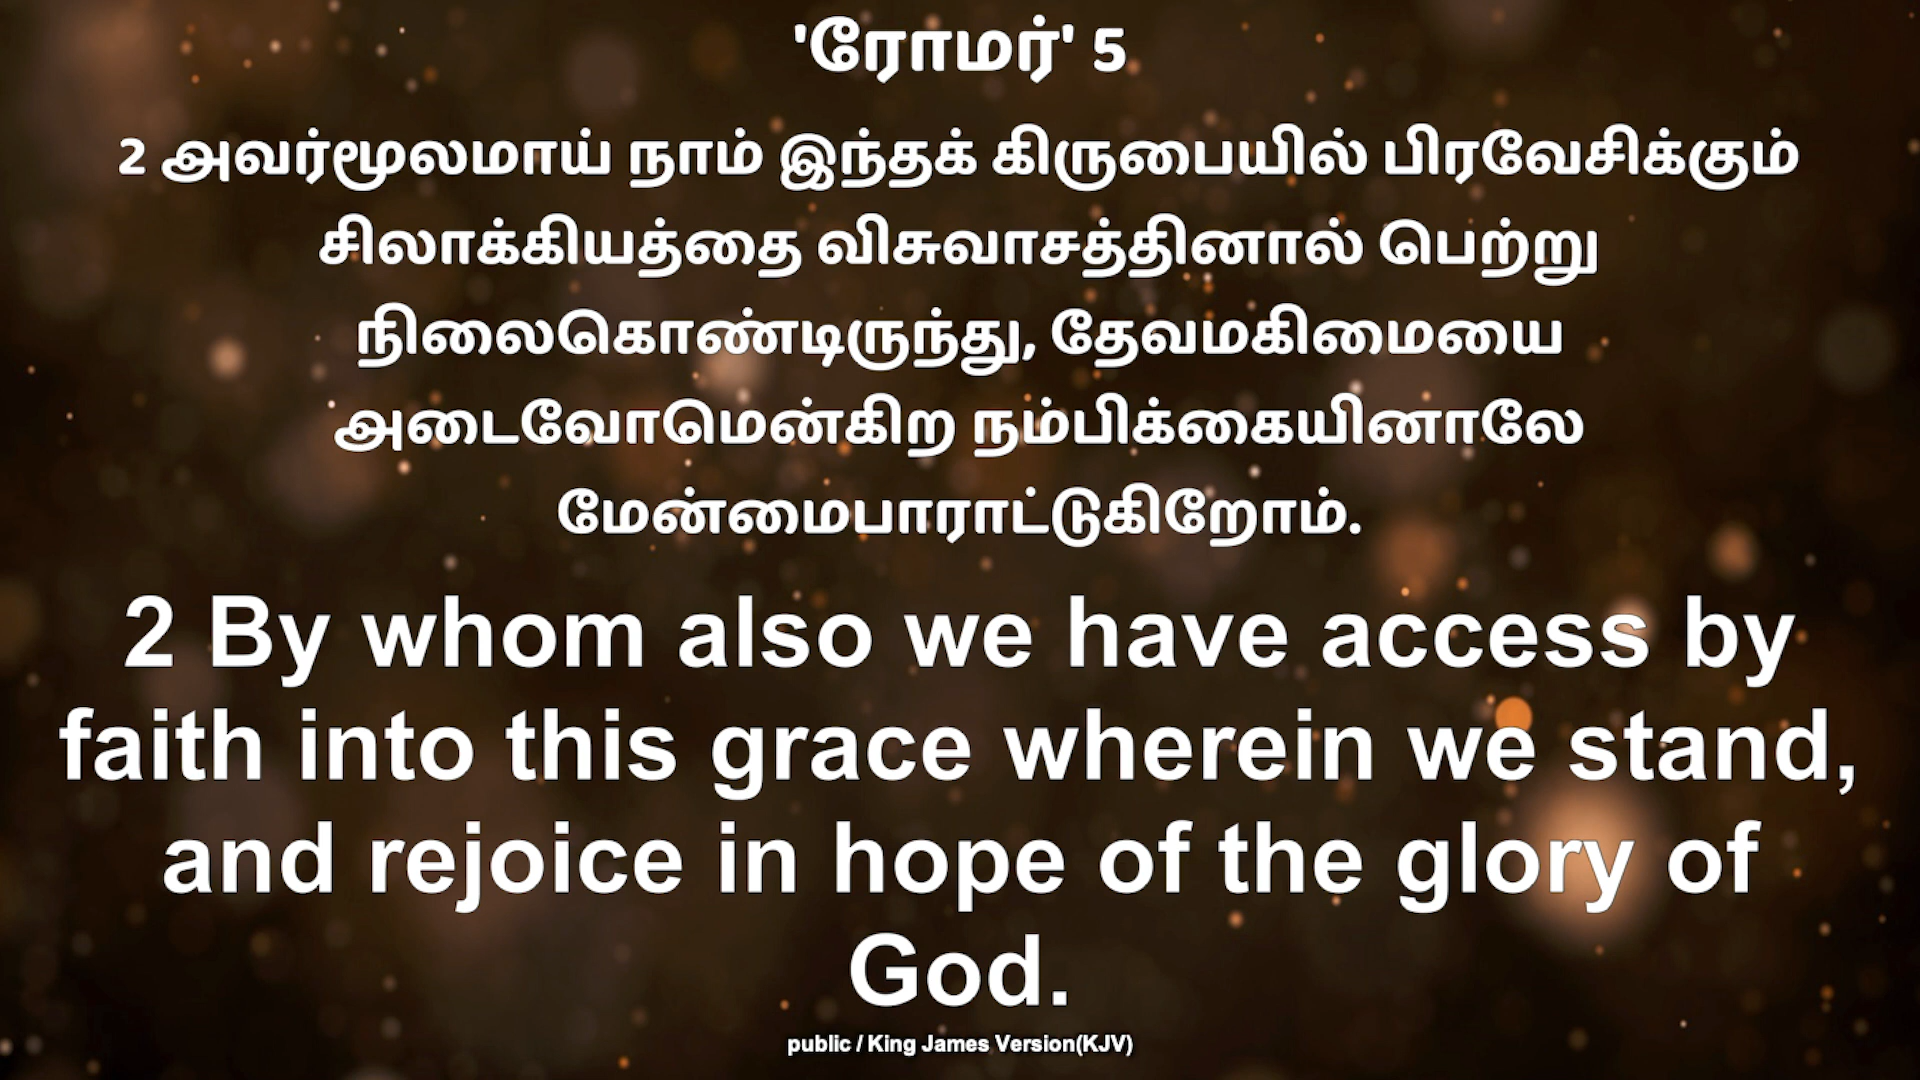 'ரோமர்' 5
2 அவர்மூலமாய் நாம் இந்தக் கிருபையில் பிரவேசிக்கும்
சிலாக்கியத்தை விசுவாசத்தினால் பெற்று
நிலைகொண்டிருந்து, தேவமகிமையை
அடைவோமென்கிற நம்பிக்கையினாலே
மேன்மைபாராட்டுகிறோம்.
2 By whom also we have access by
faith into this grace wherein we stand,
and rejoice in hope of the glory of
God.
public / King James Version(KJV)